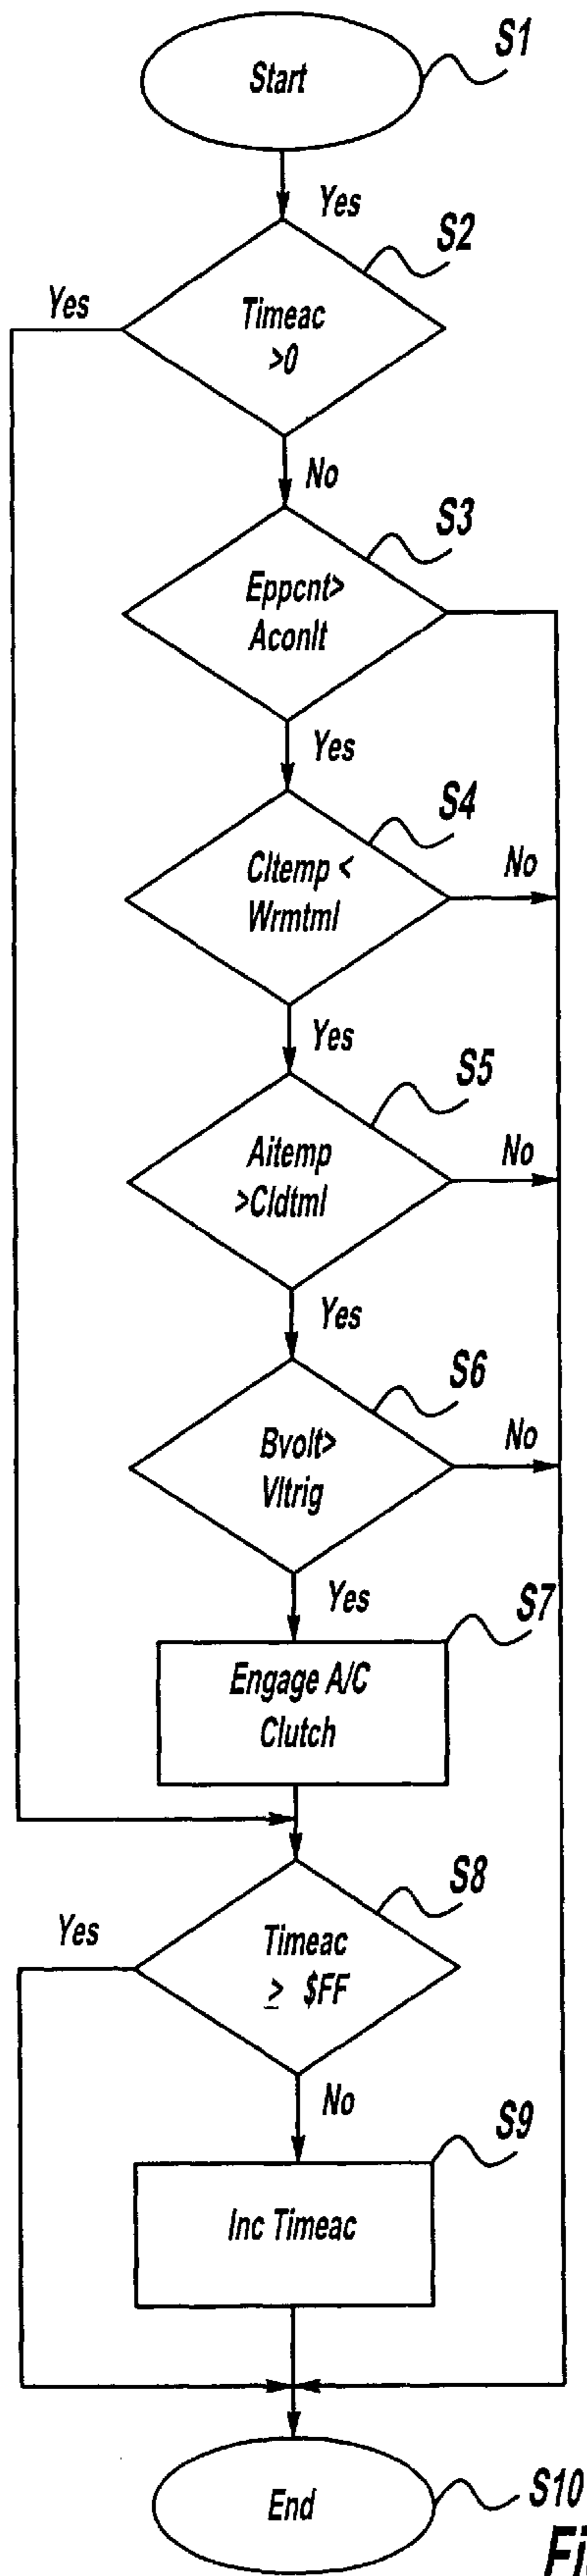 Start
S1
Yes
S2
Yes
Timeac
>0
No
S3
Eppcnt>
Aconlt
Yes
S4
Cltemp <
Wrmtml
No
Yes
S5
Aitemp
>Cldtml
No
Yes
S6
Bvolt>
Vltrig
No
Yes
S7
Engage A/C
Clutch
S8
Yes
Timeac
≥ $FF
No
S9
Inc Timeac
End
S10
Fi